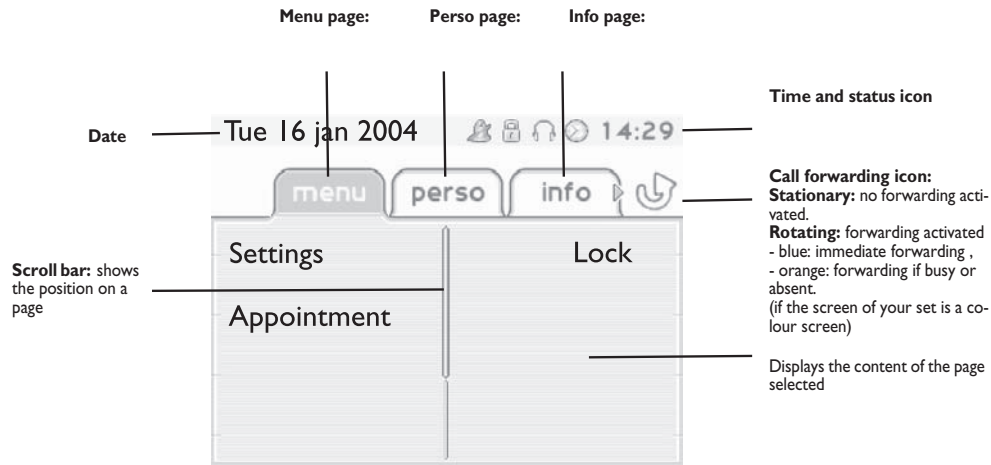 Menu page:
Perso page:
Info page:
Time and status icon
Date
Tue 16 jan 2004
14:29
menu
perso
info
Call forwarding icon:
Stationary: no forwarding acti-
vated.
Rotating: forwarding activated
- blue: immediate forwarding ,
- orange: forwarding if busy or
absent.
(if the screen of your set is a co-
lour screen)
Settings
Lock
Scroll bar: shows
the position on a
page
Appointment
Displays the content of the page
selected